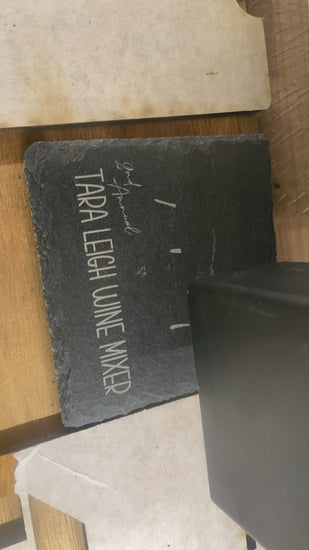 2nd Annual
TARA LEIGH WINE MIXER